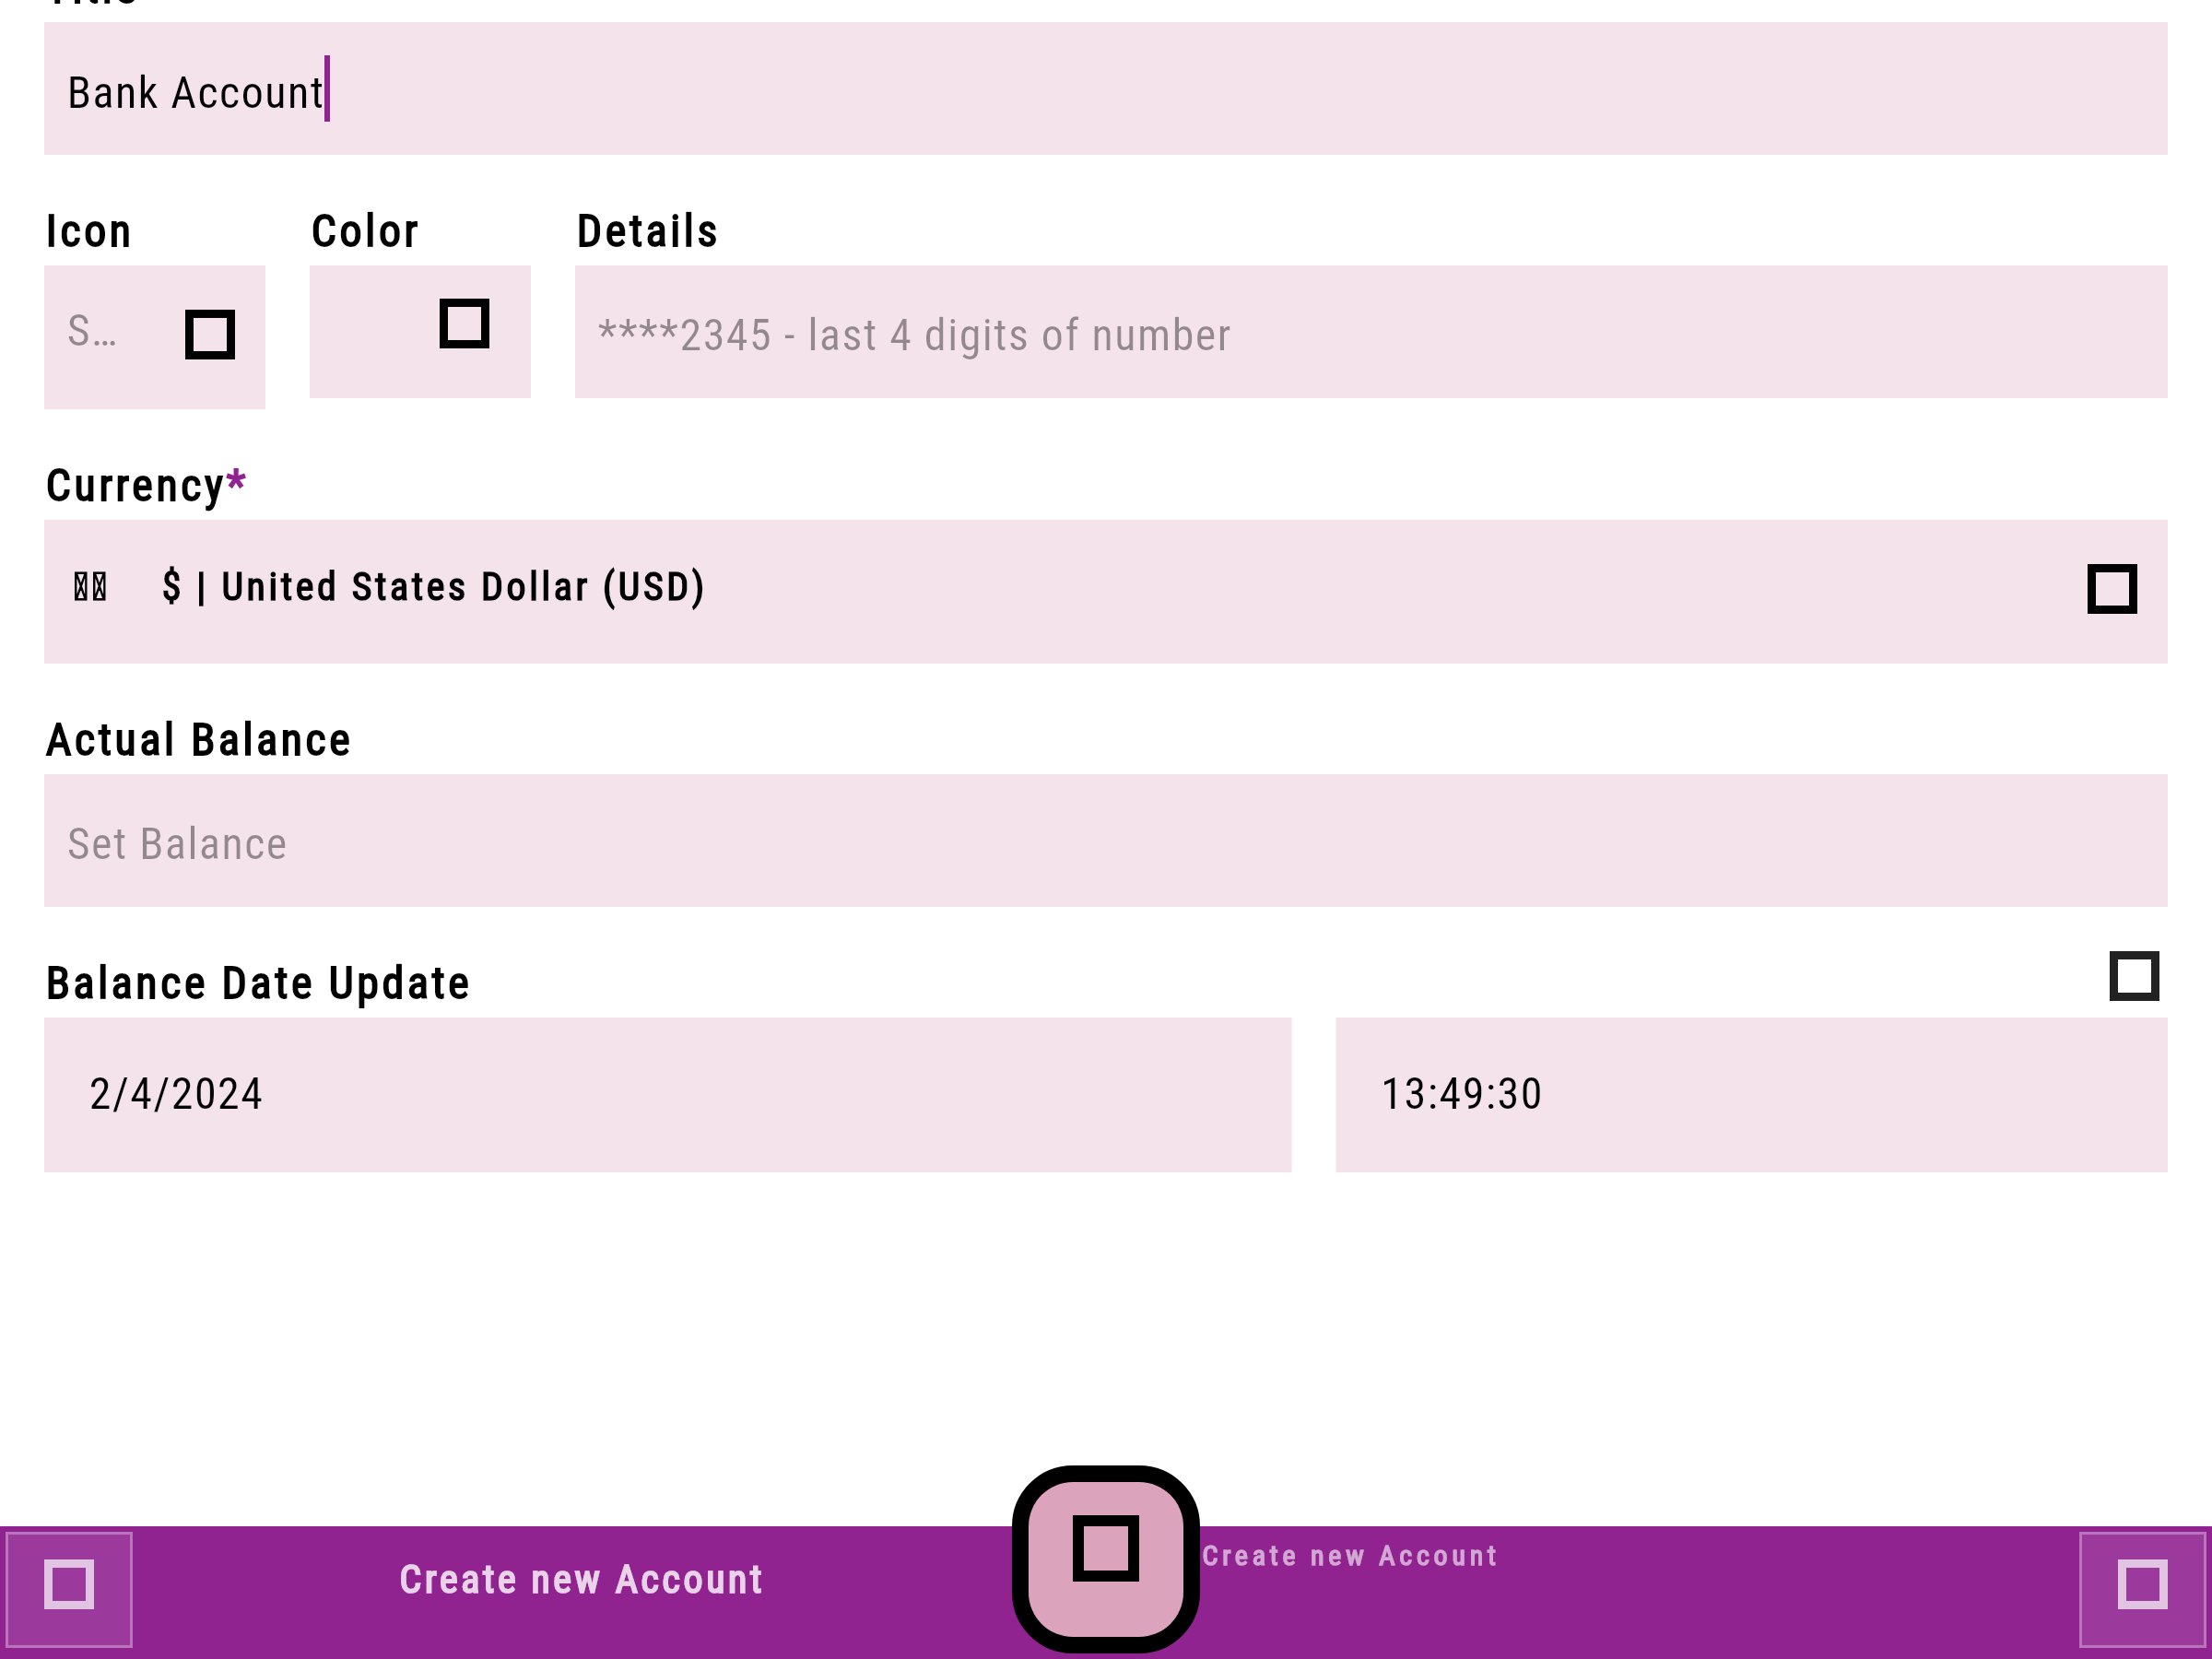 Title
Bank Account
Icon Color Details
S… ****2345 - last 4 digits of number
Currency*
$ | United States Dollar (USD)
Actual Balance
Set Balance
Balance Date Update
2/4/2024 13:49:30
Create new Account
Create new Account